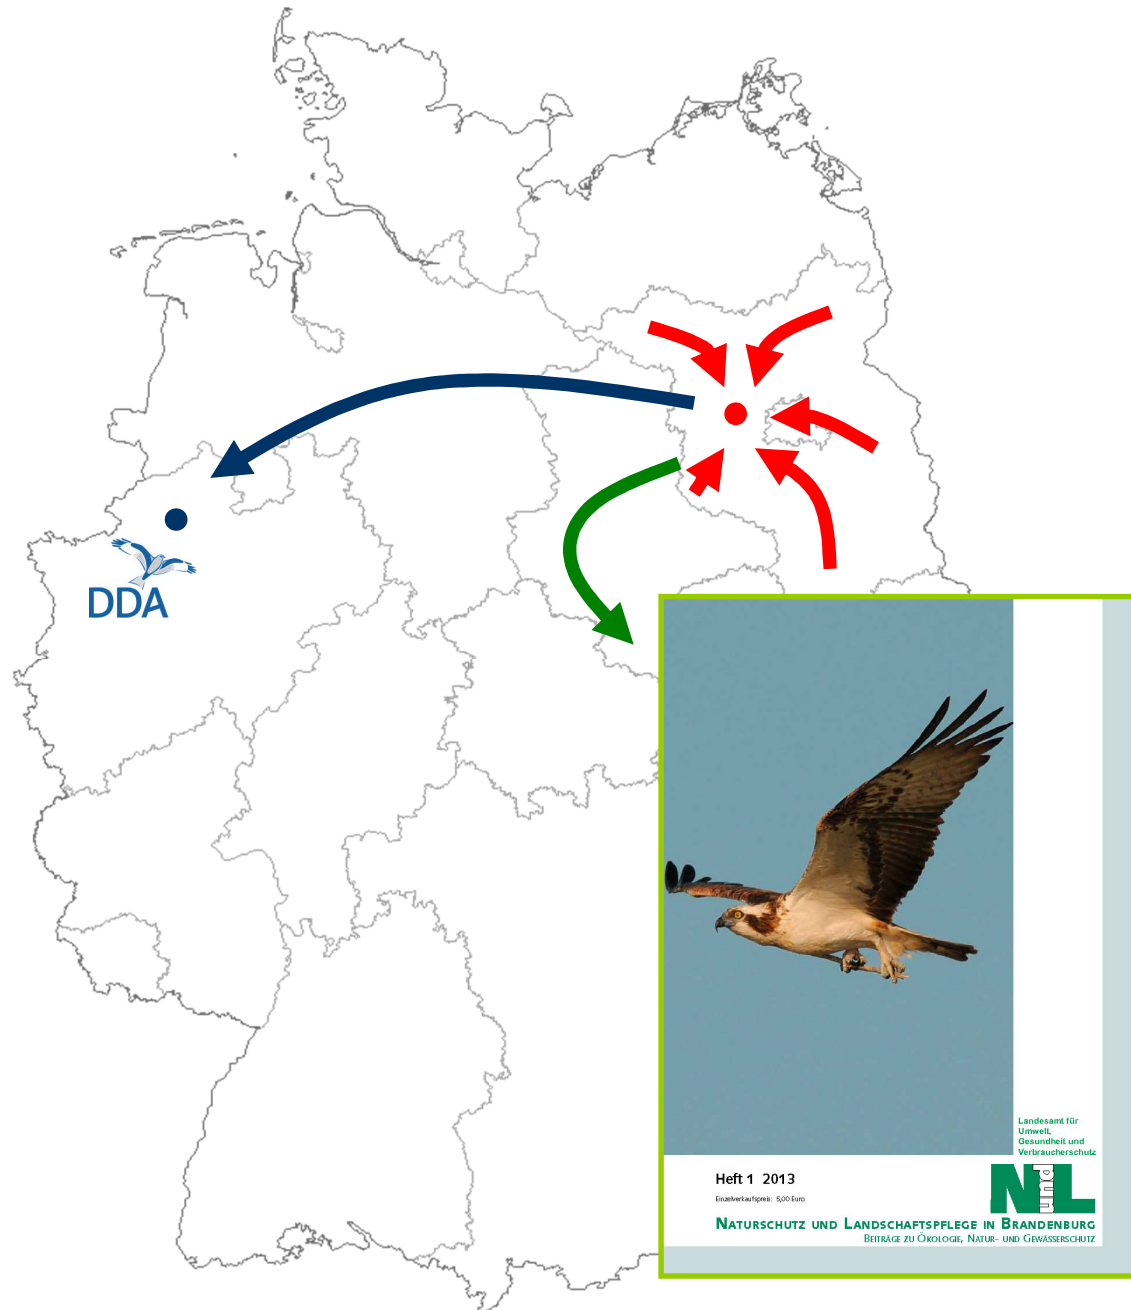 DDA
Landesamt für
Umwelt,
Gesundheit und
Verbraucherschutz
Heft 1 2013
Einzelverkaufspreis: 5,00 Euro
NundL
NATURSCHUTZ UND LANDSCHAFTSPFLEGE IN BRANDENBURG
BEITRÄGE ZU ÖKOLOGIE, NATUR- UND GEWÄSSERSCHUTZ